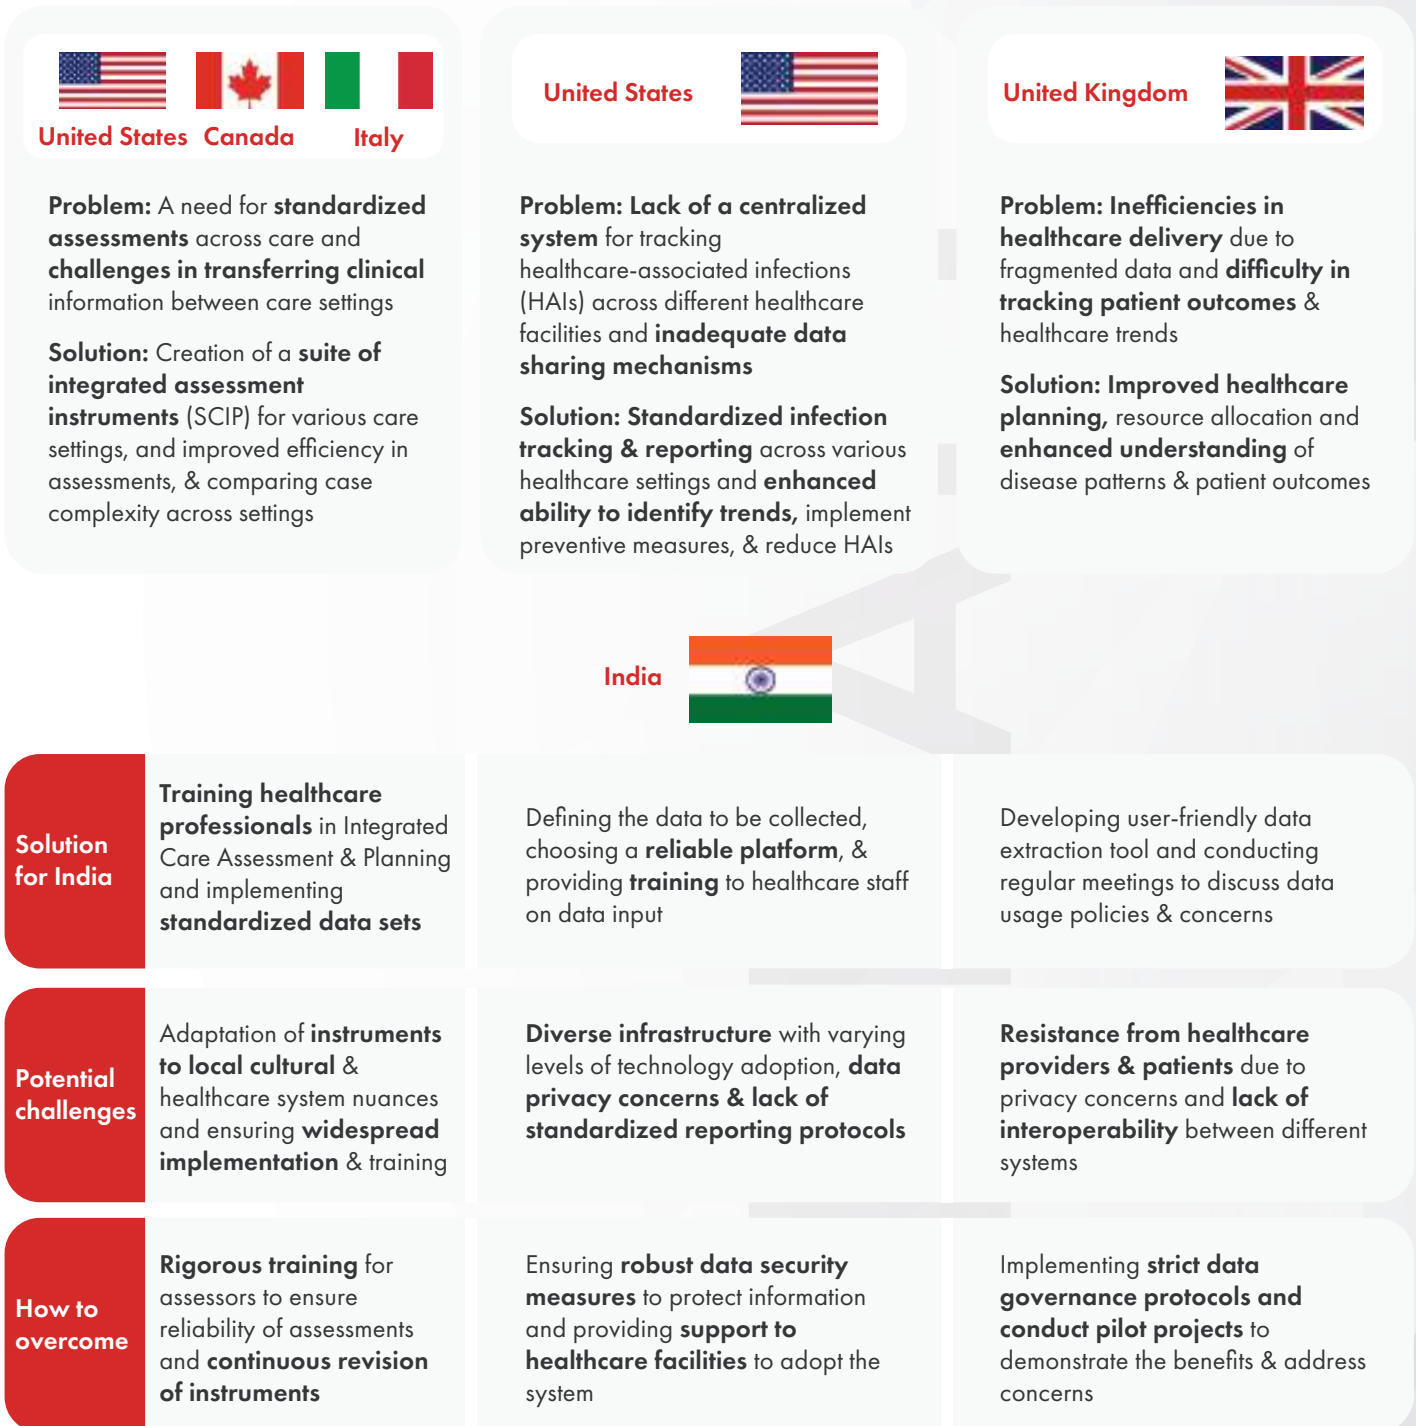 United States
Canada
Italy
Problem: A need for standardized
assessments across care and
challenges in transferring clinical
information between care settings
Solution: Creation of a suite of
integrated assessment
instruments (SCIP) for various care
settings, and improved efficiency in
assessments, & comparing case
complexity across settings
United States
Problem: Lack of a centralized
system for tracking
healthcare-associated infections
(HAIs) across different healthcare
facilities and inadequate data
sharing mechanisms
Solution: Standardized infection
tracking & reporting across various
healthcare settings and enhanced
ability to identify trends, implement
preventive measures, & reduce HAIs
United Kingdom
Problem: Inefficiencies in
healthcare delivery due to
fragmented data and difficulty in
tracking patient outcomes &
healthcare trends
Solution: Improved healthcare
planning, resource allocation and
enhanced understanding of
disease patterns & patient outcomes
India
Solution
for India
Training healthcare
professionals in Integrated
Care Assessment & Planning
and implementing
standardized data sets
Defining the data to be collected,
choosing a reliable platform, &
providing training to healthcare staff
on data input
Developing user-friendly data
extraction tool and conducting
regular meetings to discuss data
usage policies & concerns
Potential
challenges
Adaptation of instruments
to local cultural &
healthcare system nuances
and ensuring widespread
implementation & training
Diverse infrastructure with varying
levels of technology adoption, data
privacy concerns & lack of
standardized reporting protocols
Resistance from healthcare
providers & patients due to
privacy concerns and lack of
interoperability between different
systems
How to
overcome
Rigorous training for
assessors to ensure
reliability of assessments
and continuous revision
of instruments
Ensuring robust data security
measures to protect information
and providing support to
healthcare facilities to adopt the
system
Implementing strict data
governance protocols and
conduct pilot projects to
demonstrate the benefits & address
concerns